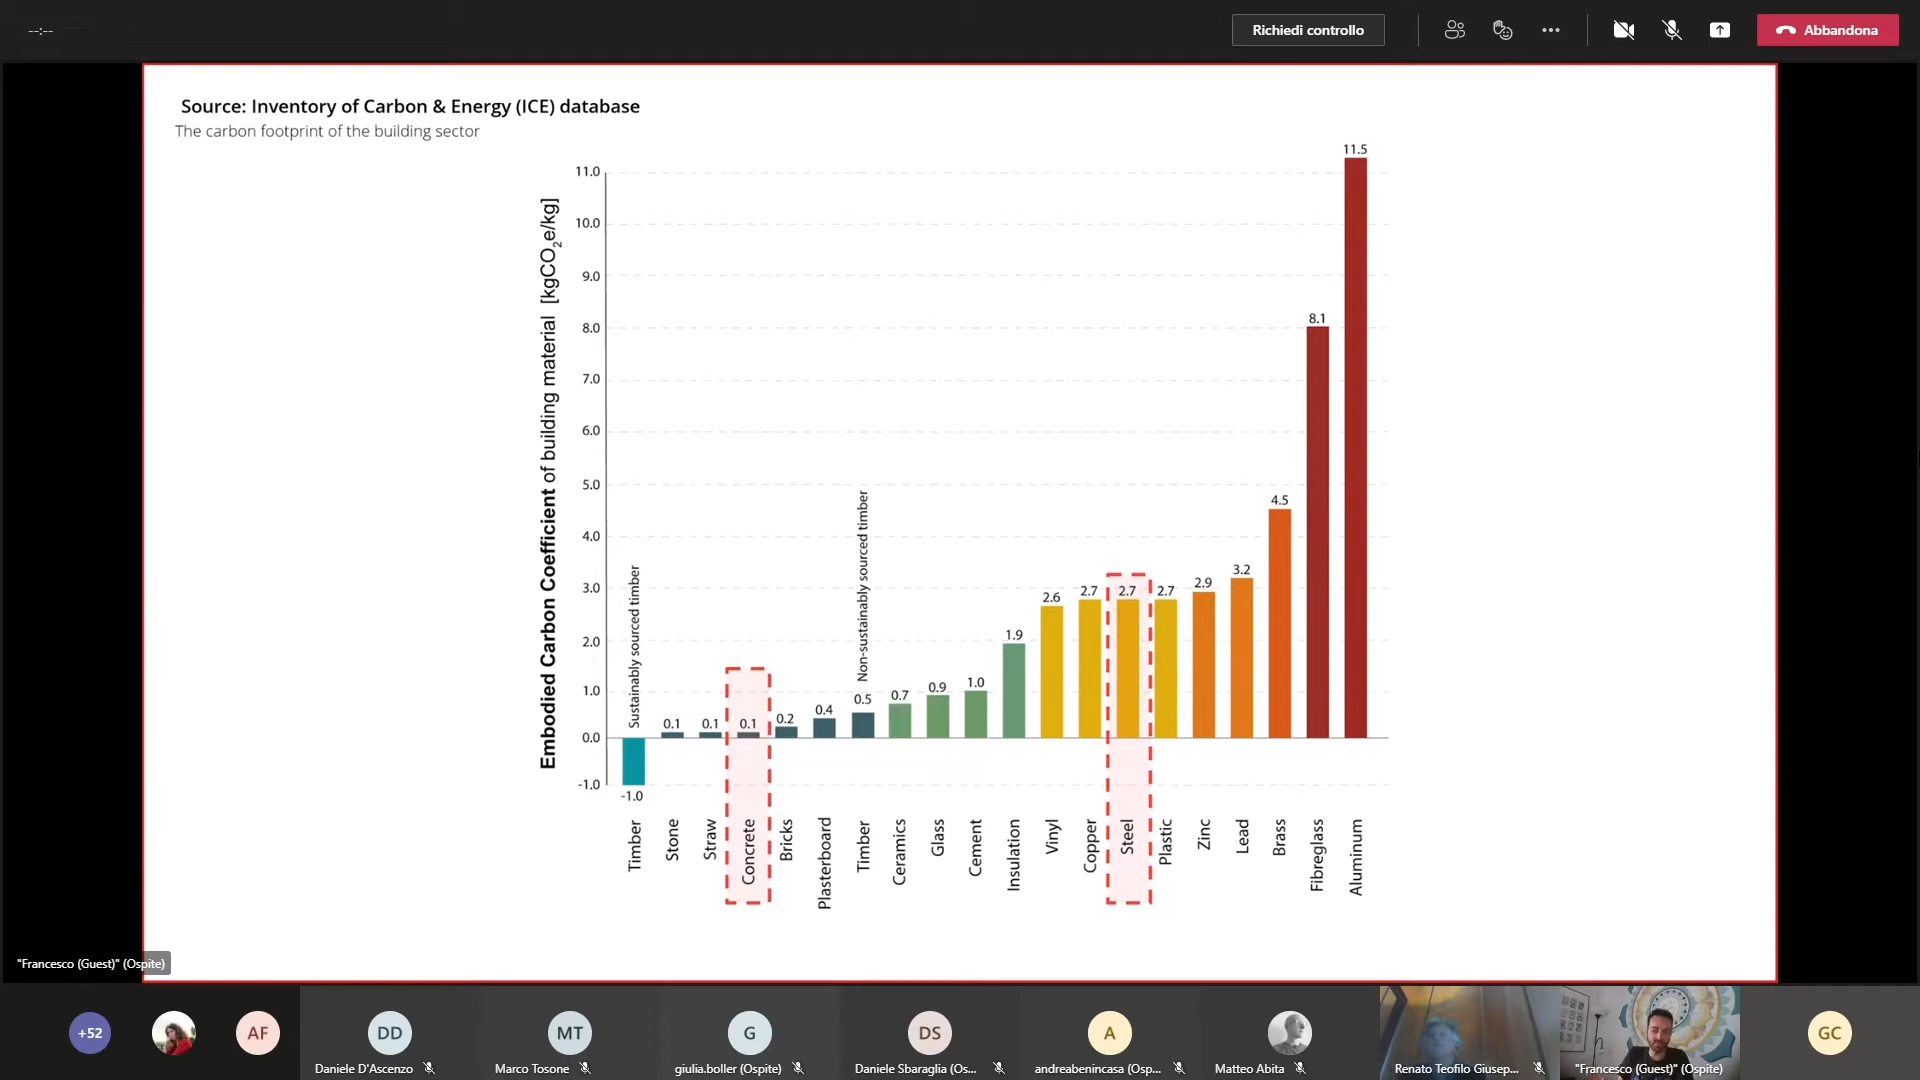 --:--
Richiedi controllo
Abbandona
Source: Inventory of Carbon & Energy (ICE) database
The carbon footprint of the building sector
Embodied Carbon Coefficient of building material [kgCO2e/kg]
11.0
10.0
9.0
8.0
7.0
6.0
5.0
4.0
3.0
2.0
1.0
0.0
-1.0
Sustainably sourced timber
Non-sustainably sourced timber
-1.0
0.1
0.1
0.1
0.2
0.4
0.5
0.7
0.9
1.0
1.9
2.6
2.7
2.7
2.7
2.9
3.2
4.5
8.1
11.5
Timber
Stone
Straw
Concrete
Bricks
Plasterboard
Timber
Ceramics
Glass
Cement
Insulation
Vinyl
Copper
Steel
Plastic
Zinc
Lead
Brass
Fibreglass
Aluminum
"Francesco (Guest)" (Ospite)
+52
AF
DD
Daniele D'Ascenzo
MT
Marco Tosone
G
giulia.boller (Ospite)
DS
Daniele Sbaraglia (Os...
A
andreabenincasa (Osp...
Matteo Abita
Renato Teofilo Giusep...
"Francesco (Guest)" (Ospite)
GC